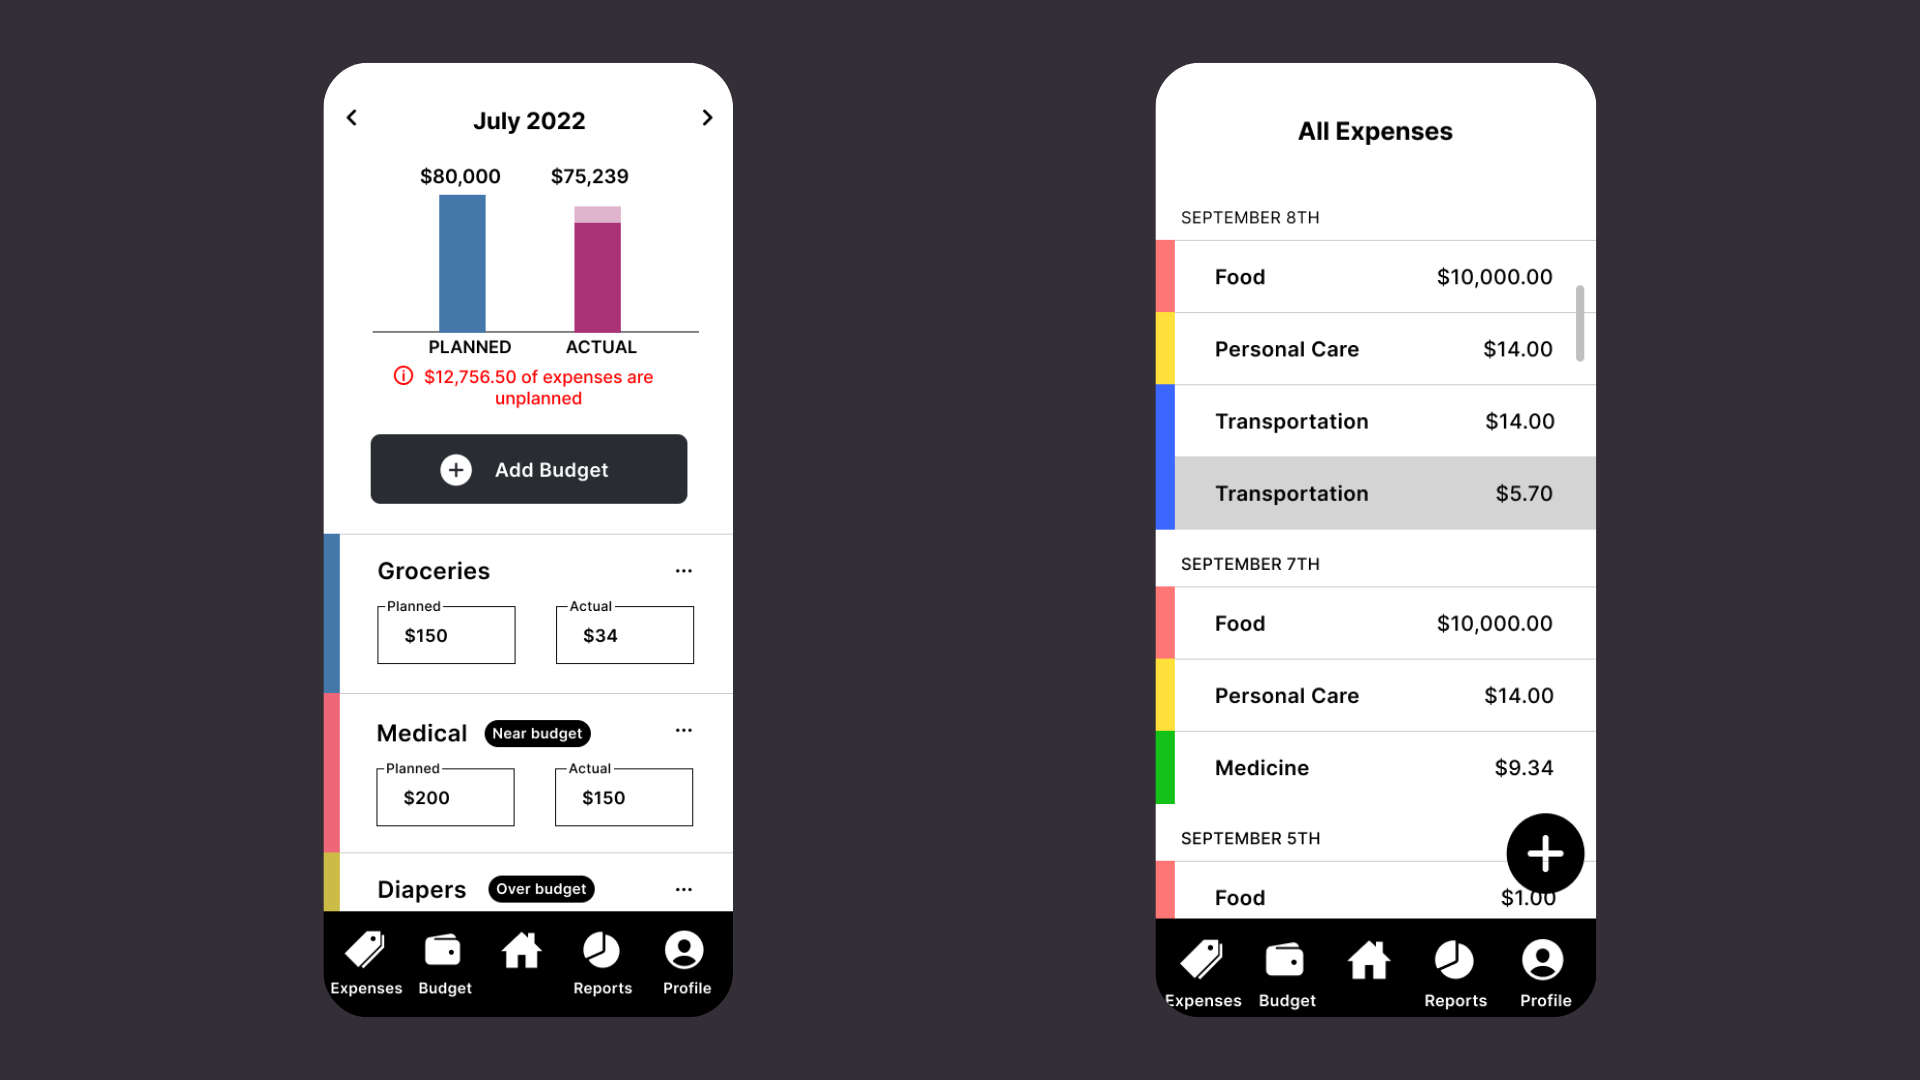 July 2022
$80,000 $75,239
PLANNED ACTUAL
$12,756.50 of expenses are
unplanned
Add Budget
Groceries ...
Planned Actual
$150 $34
Medical Near budget ...
Planned Actual
$200 $150
Diapers Over budget ...
Expenses Budget Reports Profile
All Expenses
SEPTEMBER 8TH
Food $10,000.00
Personal Care $14.00
Transportation $14.00
Transportation $5.70
SEPTEMBER 7TH
Food $10,000.00
Personal Care $14.00
Medicine $9.34
SEPTEMBER 5TH
Food $1.00
Expenses Budget Reports Profile